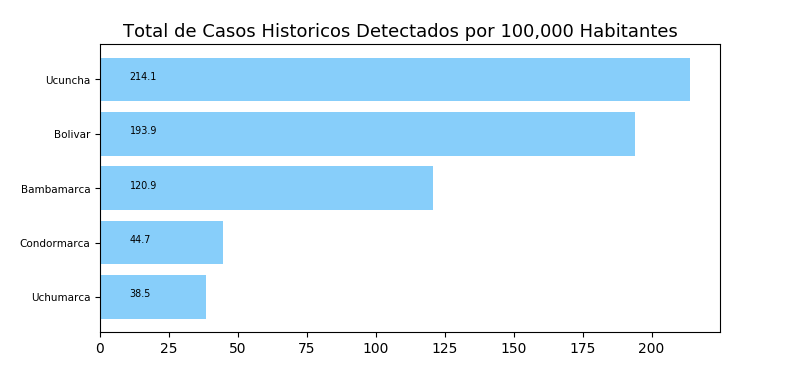 Total de Casos Historicos Detectados por 100,000 Habitantes
Ucuncha 214.1
Bolivar 193.9
Bambamarca 120.9
Condormarca 44.7
Uchumarca 38.5
0 25 50 75 100 125 150 175 200